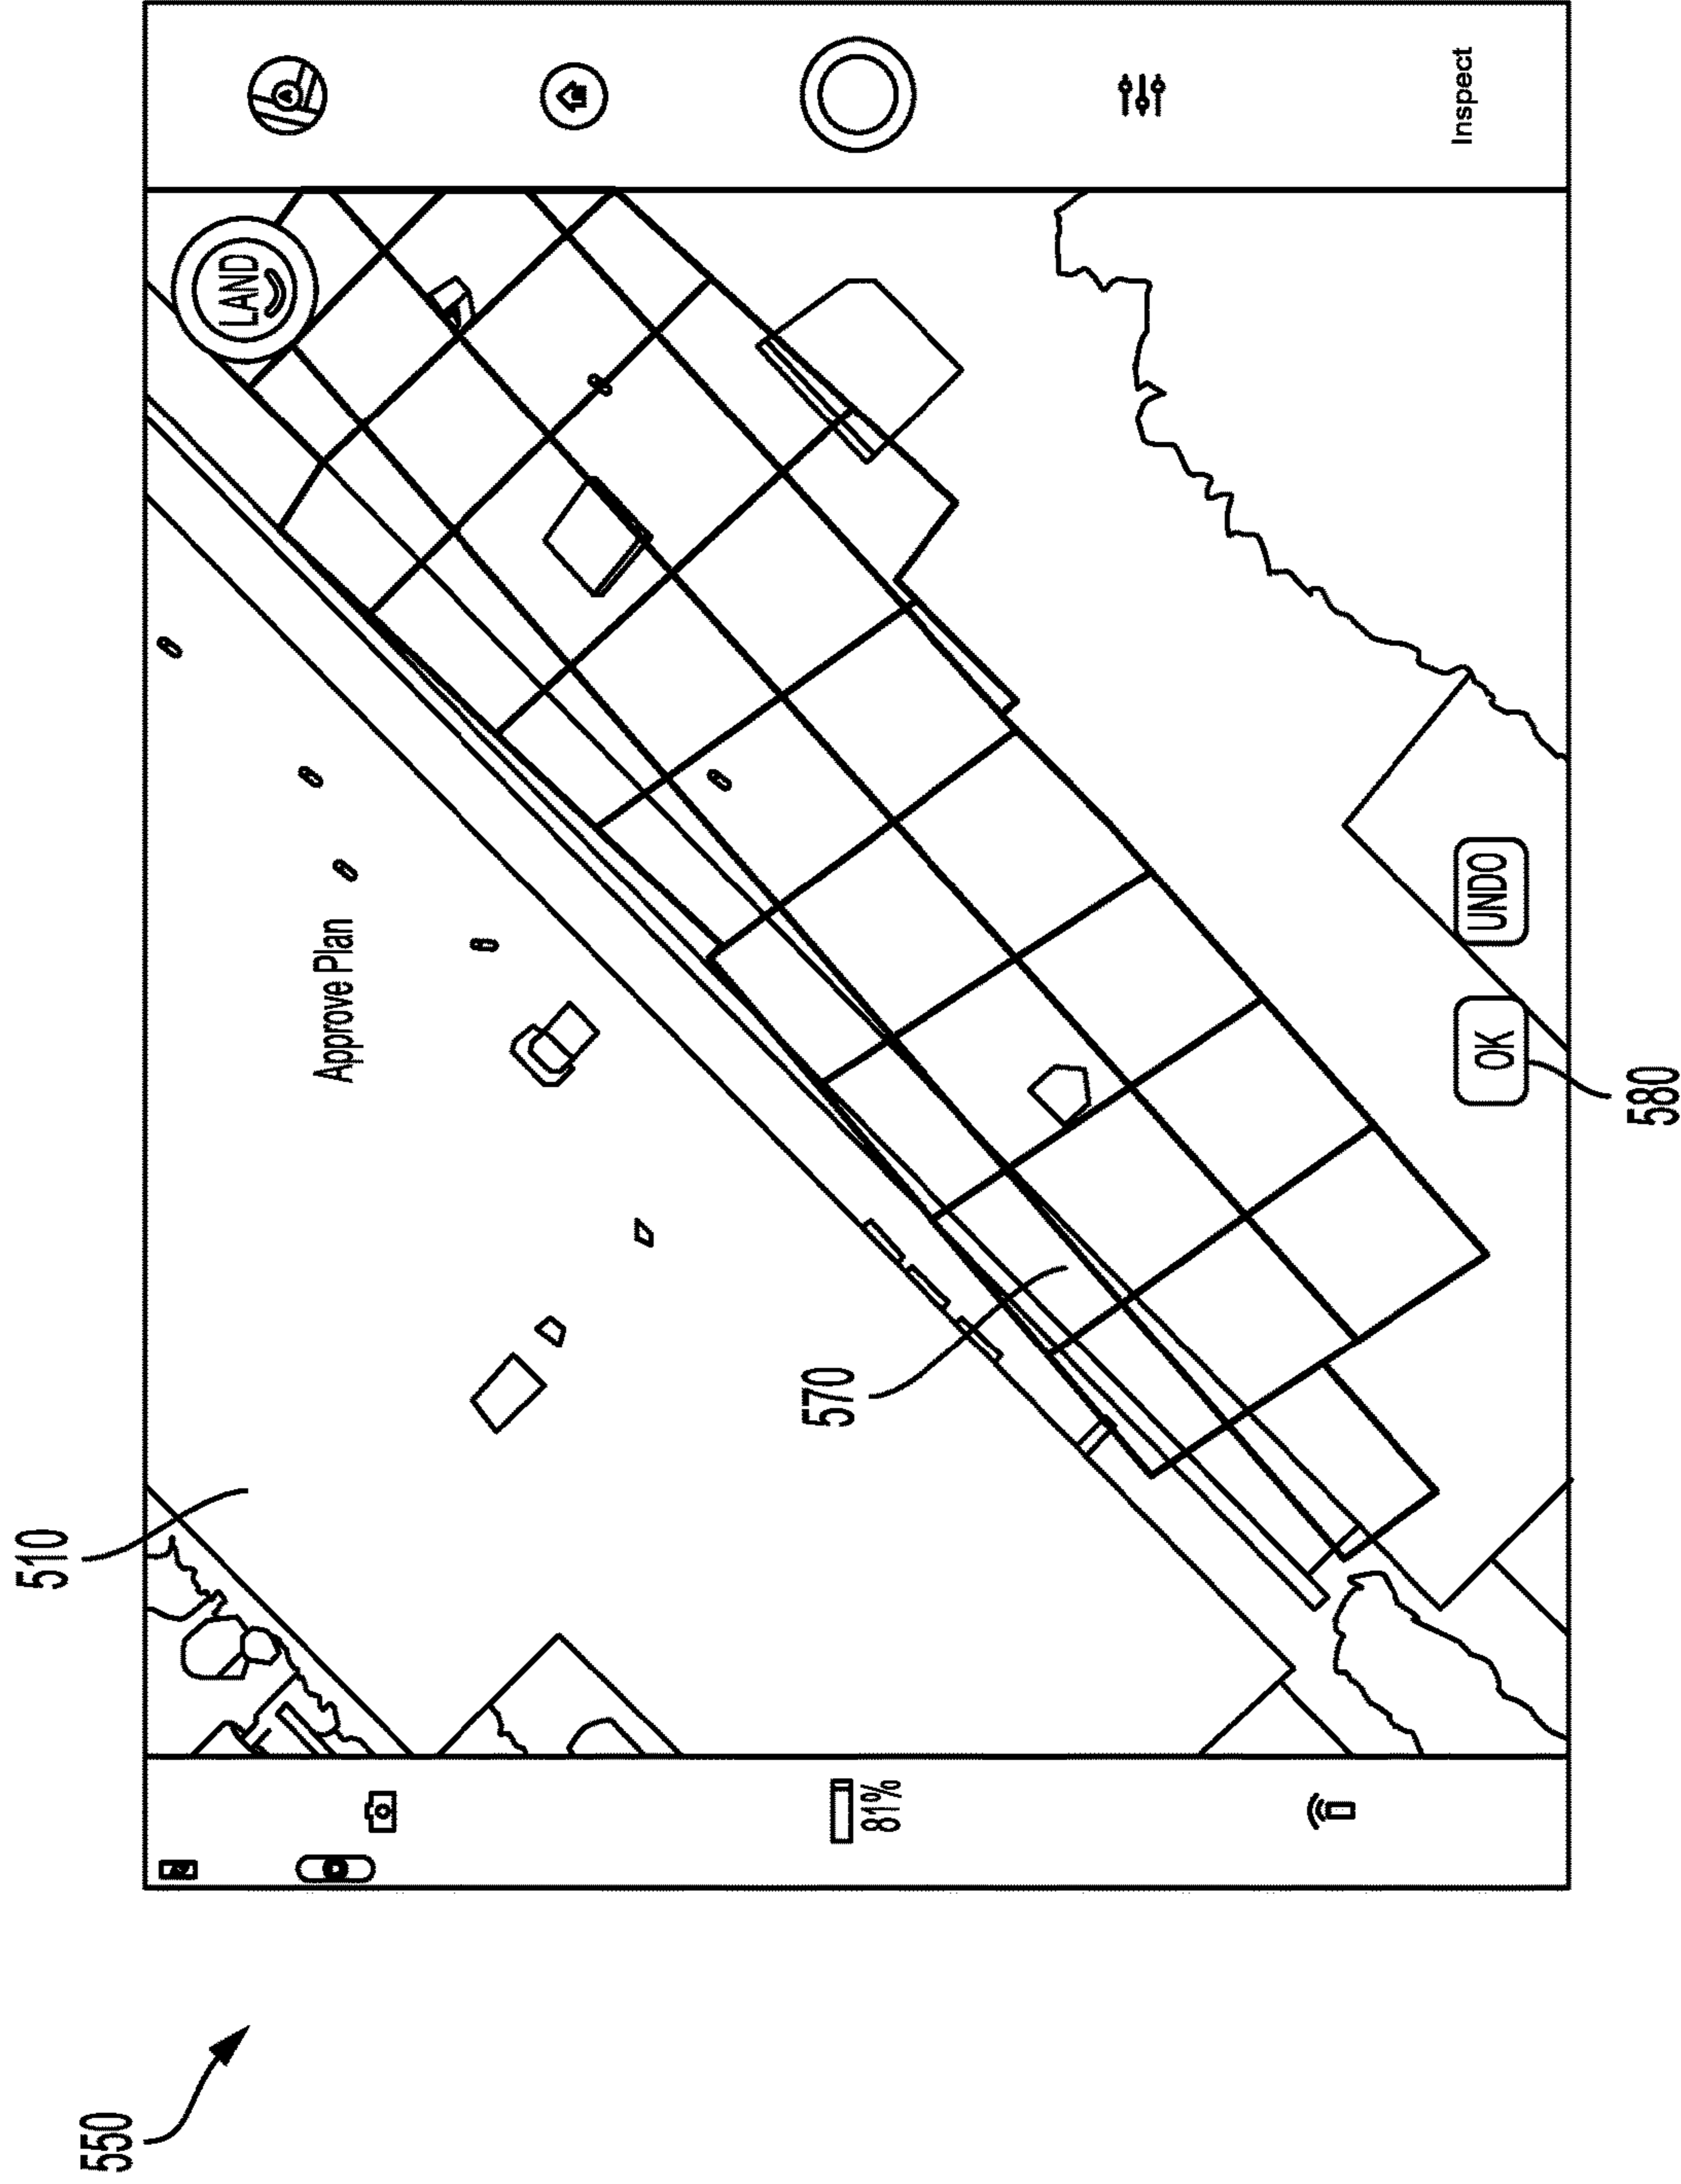 510
550
LAND
Approve Plan
570
81%
Inspect
OK
UNDO
580